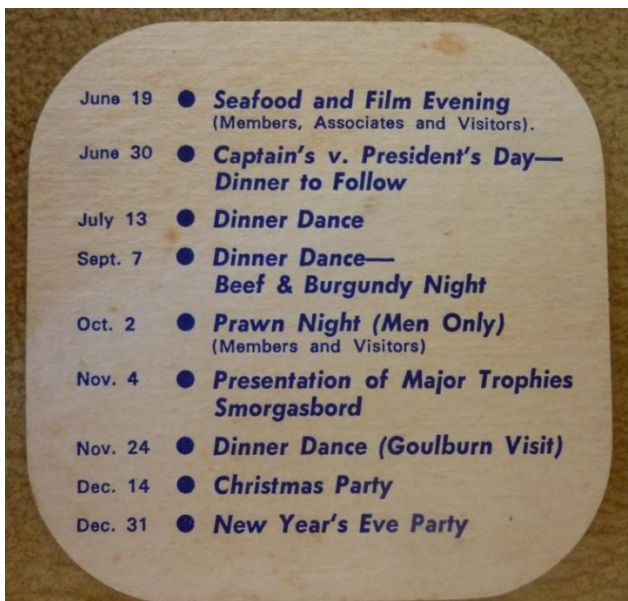 June 19 ● Seafood and Film Evening
(Members, Associates and Visitors).
June 30 ● Captain's v. President's Day—
Dinner to Follow
July 13 ● Dinner Dance
Sept. 7 ● Dinner Dance—
Beef & Burgundy Night
Oct. 2 ● Prawn Night (Men Only)
(Members and Visitors)
Nov. 4 ● Presentation of Major Trophies
Smorgasbord
Nov. 24 ● Dinner Dance (Goulburn Visit)
Dec. 14 ● Christmas Party
Dec. 31 ● New Year's Eve Party